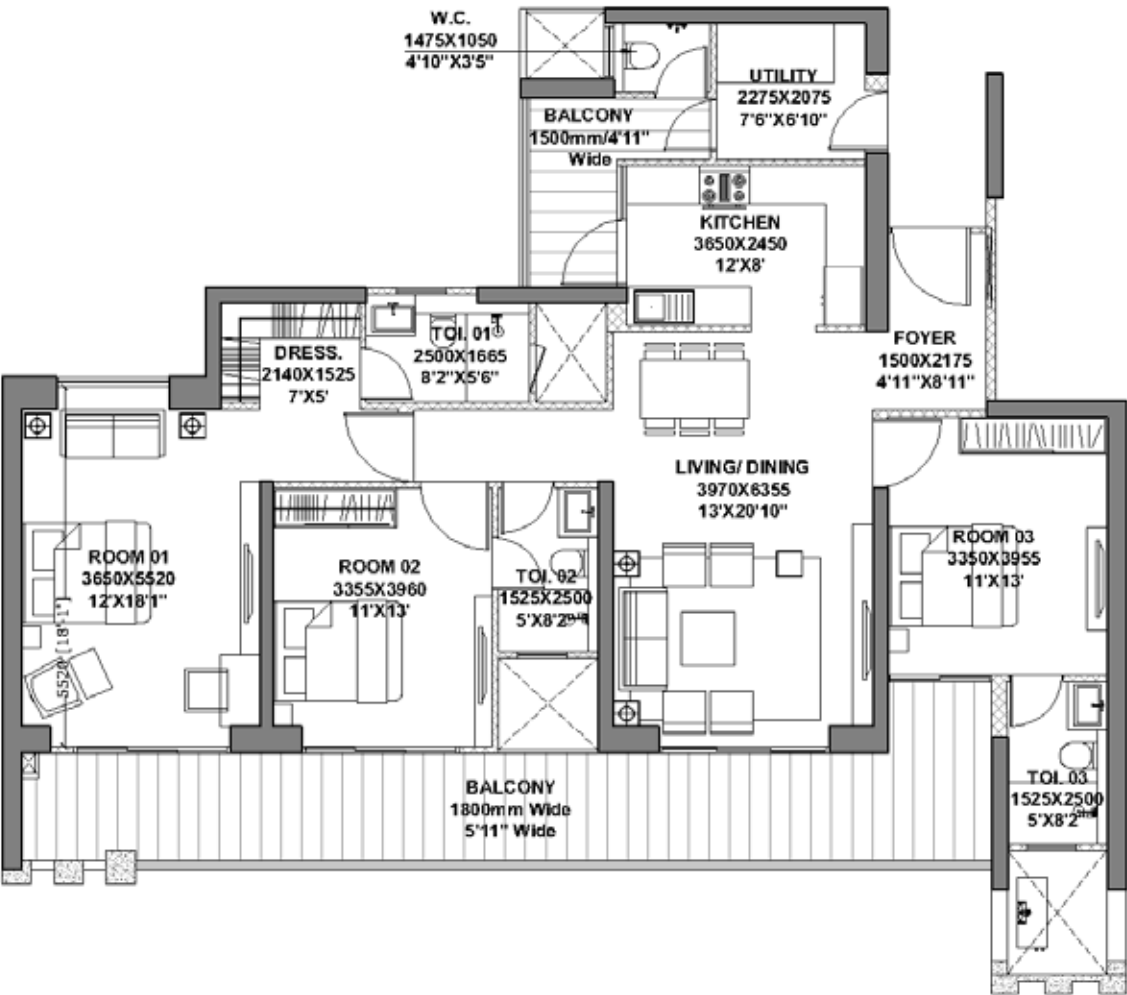 W.C.
1475X1050
4'10"X3'5"
UTILITY
2275X2075
7'6"X6'10"
BALCONY
1500mm/4'11"
Wide
KITCHEN
3650X2450
12'X8'
FOYER
1500X2175
4'11"X8'11"
TOI. 01
2500X1665
8'2"X5'6"
DRESS.
2140X1525
7'X5'
LIVING/ DINING
3970X6355
13'X20'10"
ROOM 01
3650X5520
12'X18'1"
5520 [18'-1"]
ROOM 02
3355X3960
11'X13'
TOI. 02
1525X2500
5'X8'2"
ROOM 03
3350X3955
11'X13'
TOI. 03
1525X2500
5'X8'2"
BALCONY
1800mm Wide
5'11" Wide